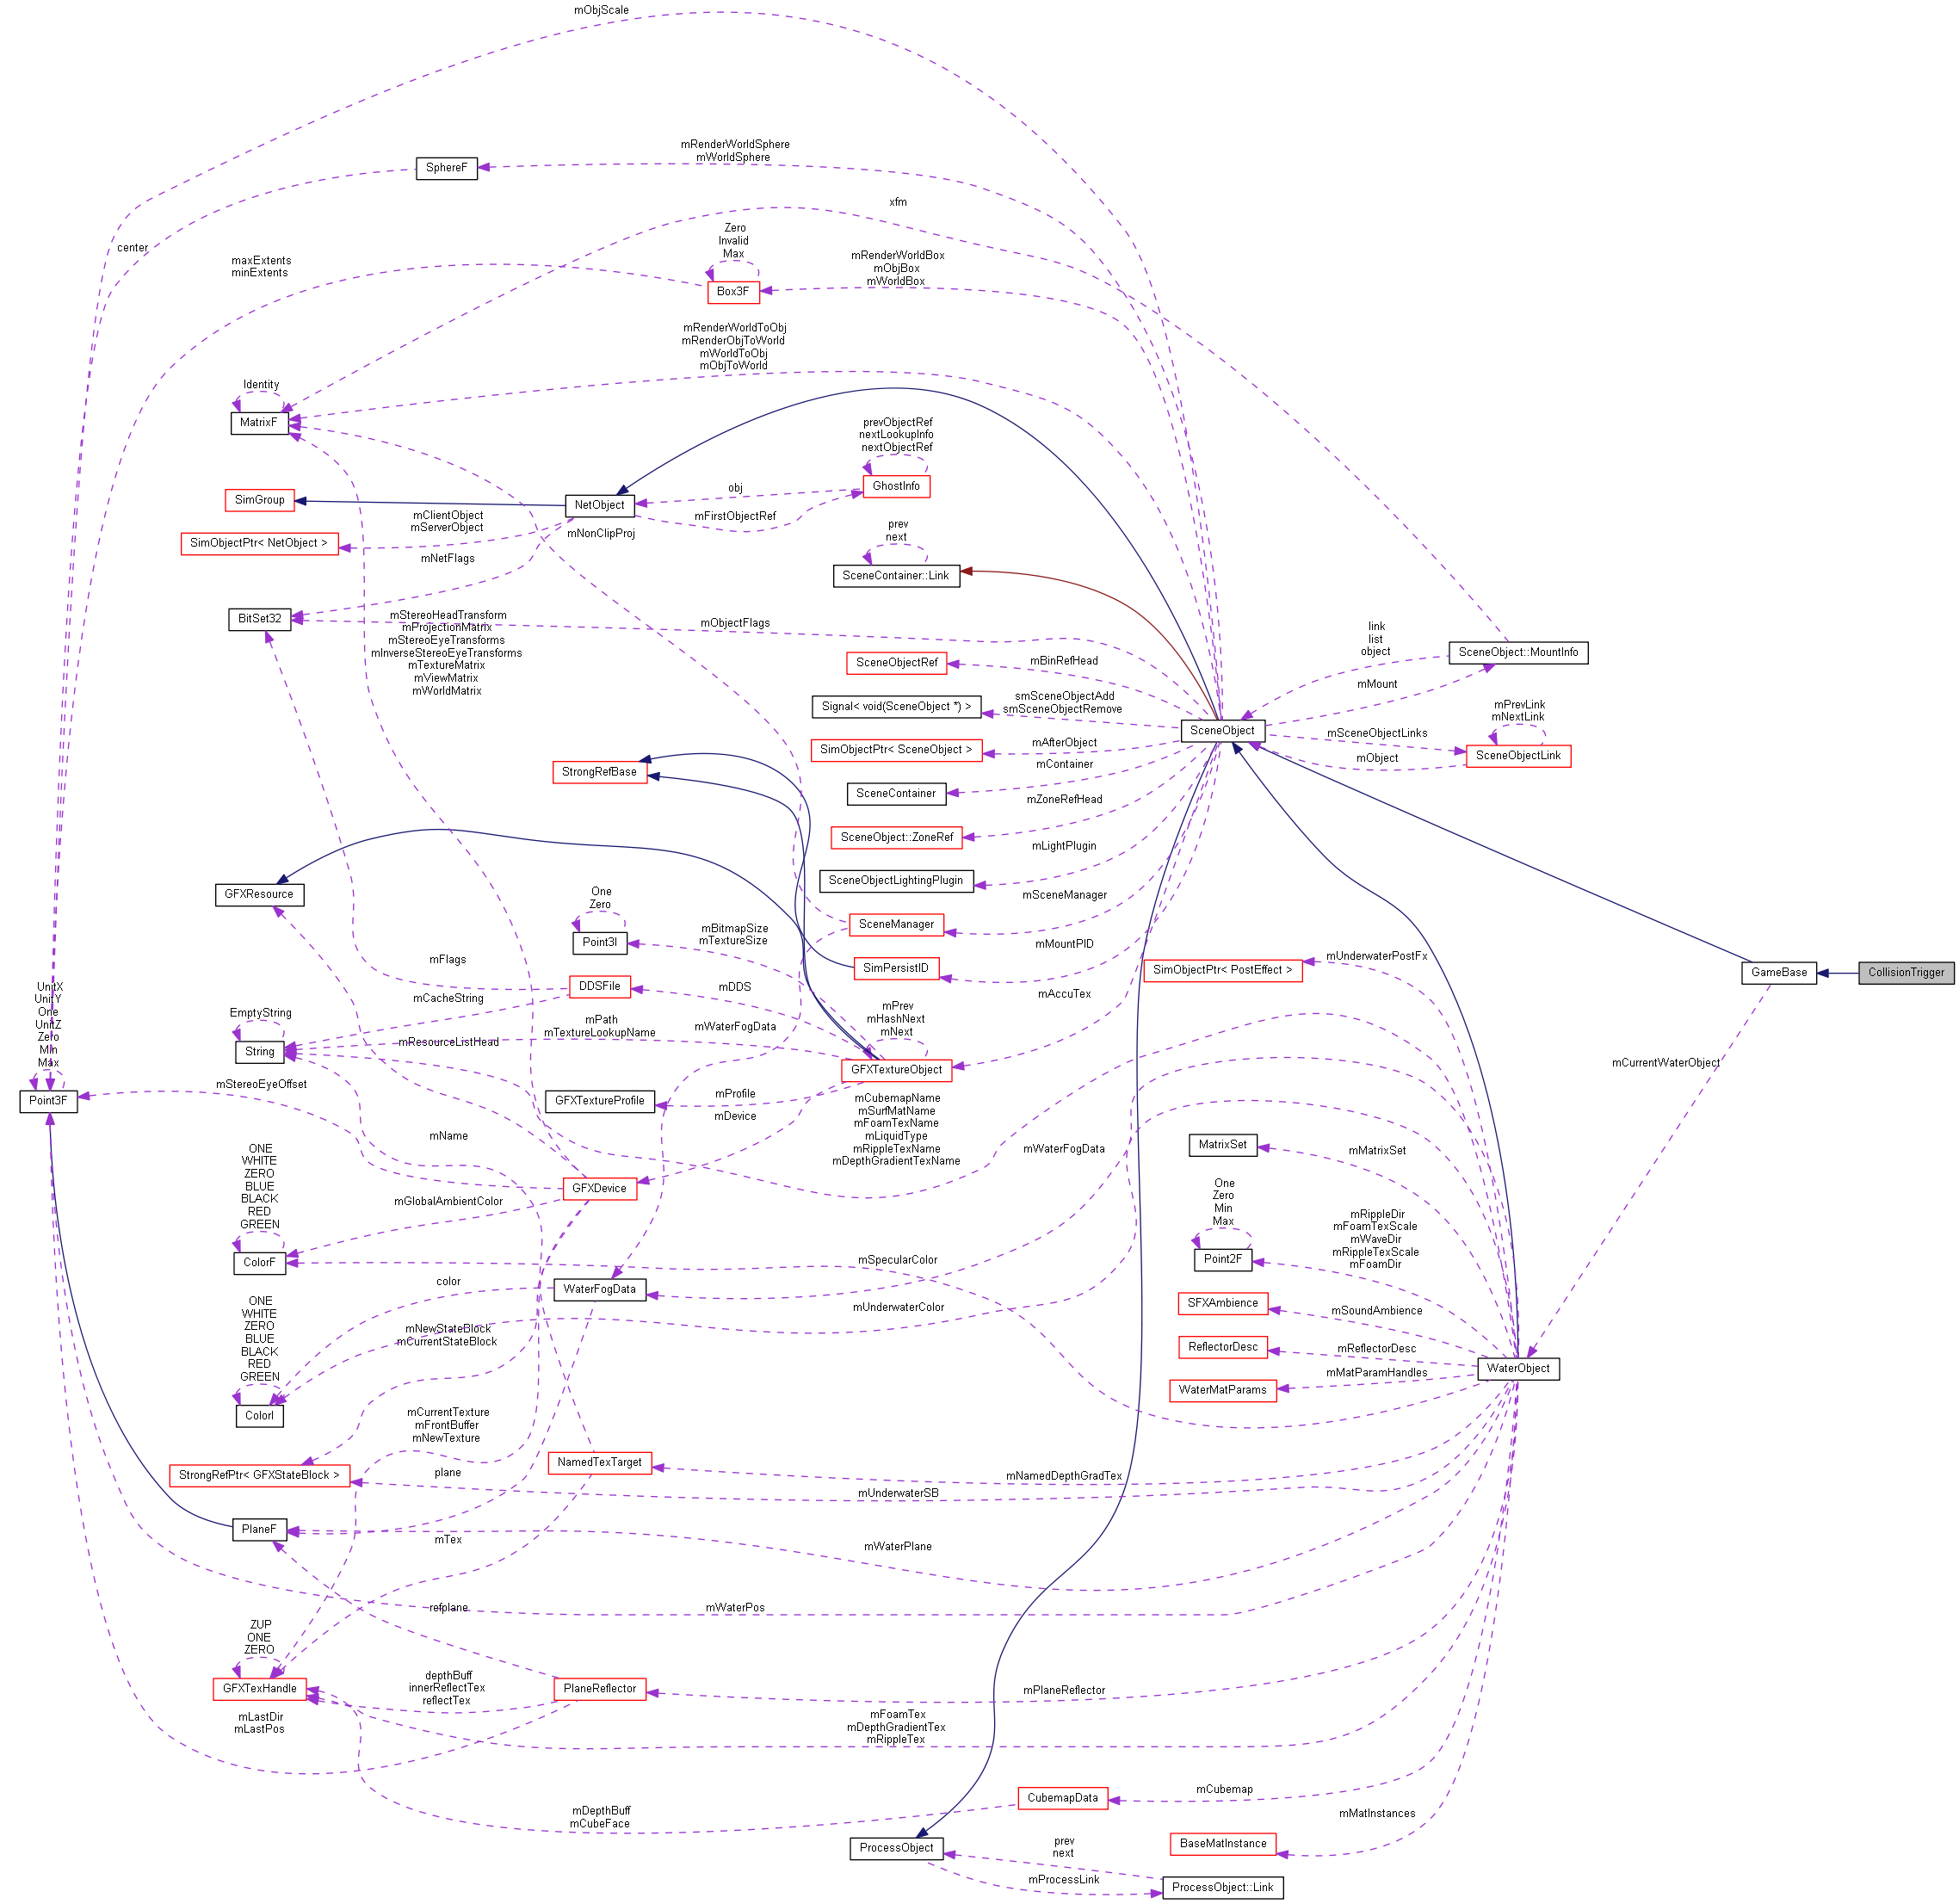 mObjScale
mRenderWorldSphere
mWorldSphere
SphereF
xfm
center
Zero
Invalid
Max
maxExtents
minExtents
mRenderWorldBox
mObjBox
mWorldBox
Box3F
mRenderWorldToObj
mRenderObjToWorld
mWorldToObj
mObjToWorld
Identity
MatrixF
prevObjectRef
nextLookupInfo
nextObjectRef
GhostInfo
obj
SimGroup
NetObject
mFirstObjectRef
mClientObject
mServerObject
mNonClipProj
SimObjectPtr< NetObject >
mNetFlags
prev
next
SceneContainer::Link
BitSet32
mStereoHeadTransform
mProjectionMatrix
mStereoEyeTransforms
mInverseStereoEyeTransforms
mTextureMatrix
mViewMatrix
mWorldMatrix
mObjectFlags
link
list
object
SceneObject::MountInfo
SceneObjectRef
mBinRefHead
mMount
smSceneObjectAdd
smSceneObjectRemove
Signal< void(SceneObject *) >
SceneObject
mPrevLink
mNextLink
mSceneObjectLinks
SimObjectPtr< SceneObject >
mAfterObject
mObject
SceneObjectLink
StrongRefBase
mContainer
SceneContainer
mZoneRefHead
SceneObject::ZoneRef
mLightPlugin
SceneObjectLightingPlugin
GFXResource
One
Zero
mSceneManager
SceneManager
mBitmapSize
mTextureSize
Point3I
mMountPID
mUnderwaterPostFx
mFlags
SimPersistID
SimObjectPtr< PostEffect >
GameBase
CollisionTrigger
UnitX
UnitY
One
UnitZ
Zero
Min
Max
DDSFile
mDDS
mAccuTex
mCacheString
EmptyString
String
mPath
mTextureLookupName
mPrev
mHashNext
mNext
mWaterFogData
mResourceListHead
mCurrentWaterObject
GFXTextureObject
mStereoEyeOffset
Point3F
GFXTextureProfile
mProfile
mDevice
mCubemapName
mSurfMatName
mFoamTexName
mLiquidType
mRippleTexName
mDepthGradientTexName
mName
mWaterFogData
MatrixSet
mMatrixSet
ONE
WHITE
ZERO
BLUE
BLACK
RED
GREEN
GFXDevice
mGlobalAmbientColor
One
Zero
Min
Max
mRippleDir
mFoamTexScale
mWaveDir
mRippleTexScale
mFoamDir
ColorF
mSpecularColor
Point2F
color
WaterFogData
ONE
WHITE
ZERO
BLUE
BLACK
RED
GREEN
mUnderwaterColor
SFXAmbience
mSoundAmbience
mNewStateBlock
mCurrentStateBlock
ReflectorDesc
mReflectorDesc
WaterObject
WaterMatParams
mMatParamHandles
ColorI
mCurrentTexture
mFrontBuffer
mNewTexture
NamedTexTarget
mNamedDepthGradTex
StrongRefPtr< GFXStateBlock >
plane
mUnderwaterSB
PlaneF
mTex
mWaterPlane
refplane
mWaterPos
ZUP
ONE
ZERO
GFXTexHandle
depthBuff
innerReflectTex
reflectTex
PlaneReflector
mPlaneReflector
mLastDir
mLastPos
mFoamTex
mDepthGradientTex
mRippleTex
CubemapData
mCubemap
mDepthBuff
mCubeFace
mMatInstances
ProcessObject
prev
next
BaseMatInstance
mProcessLink
ProcessObject::Link